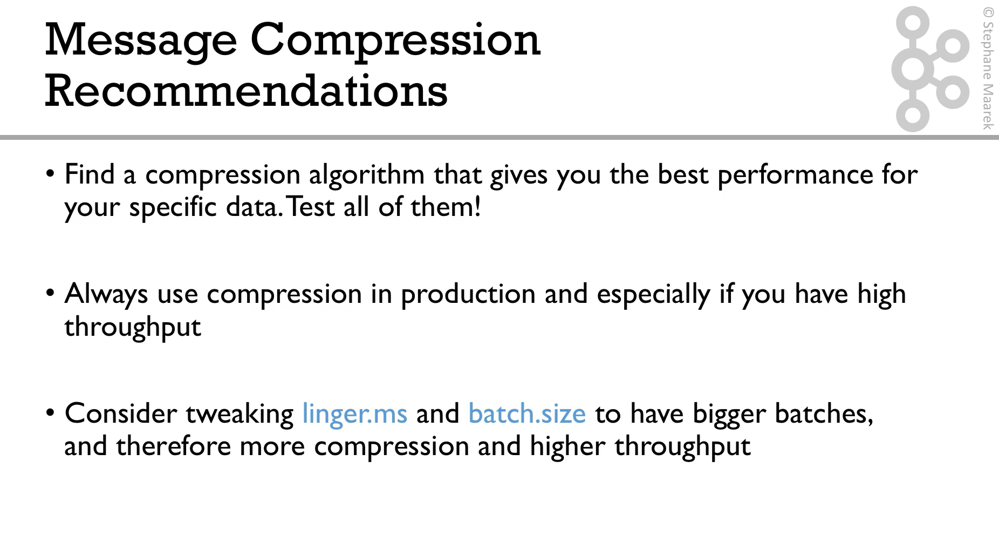 Message Compression
Recommendations
© Stephane Maarek
• Find a compression algorithm that gives you the best performance for
your specific data. Test all of them!
• Always use compression in production and especially if you have high
throughput
• Consider tweaking linger.ms and batch.size to have bigger batches,
and therefore more compression and higher throughput